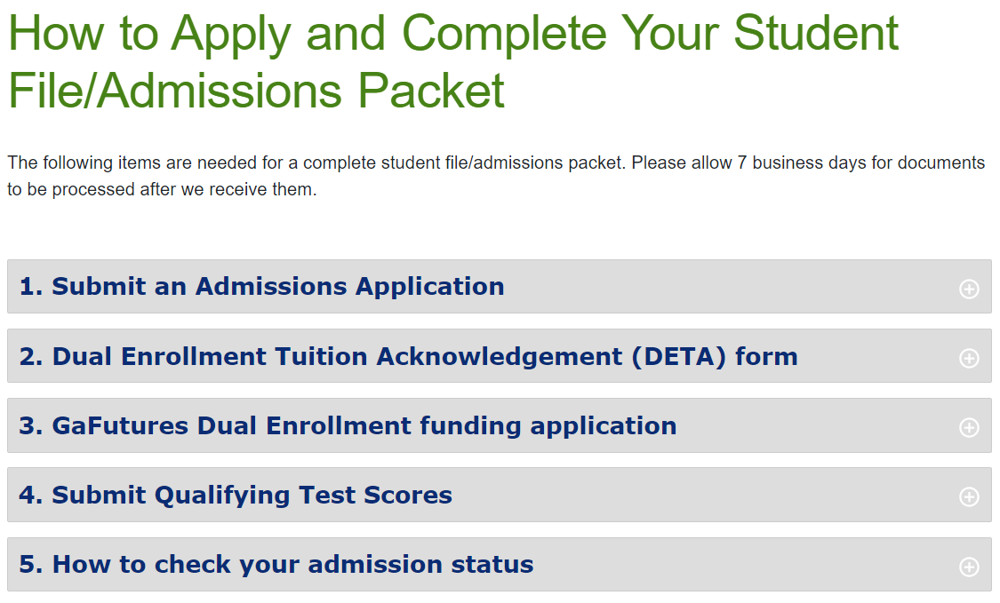 How to Apply and Complete Your Student
File/Admissions Packet
The following items are needed for a complete student file/admissions packet. Please allow 7 business days for documents
to be processed after we receive them.
1. Submit an Admissions Application
2. Dual Enrollment Tuition Acknowledgement (DETA) form
3. GaFutures Dual Enrollment funding application
4. Submit Qualifying Test Scores
5. How to check your admission status